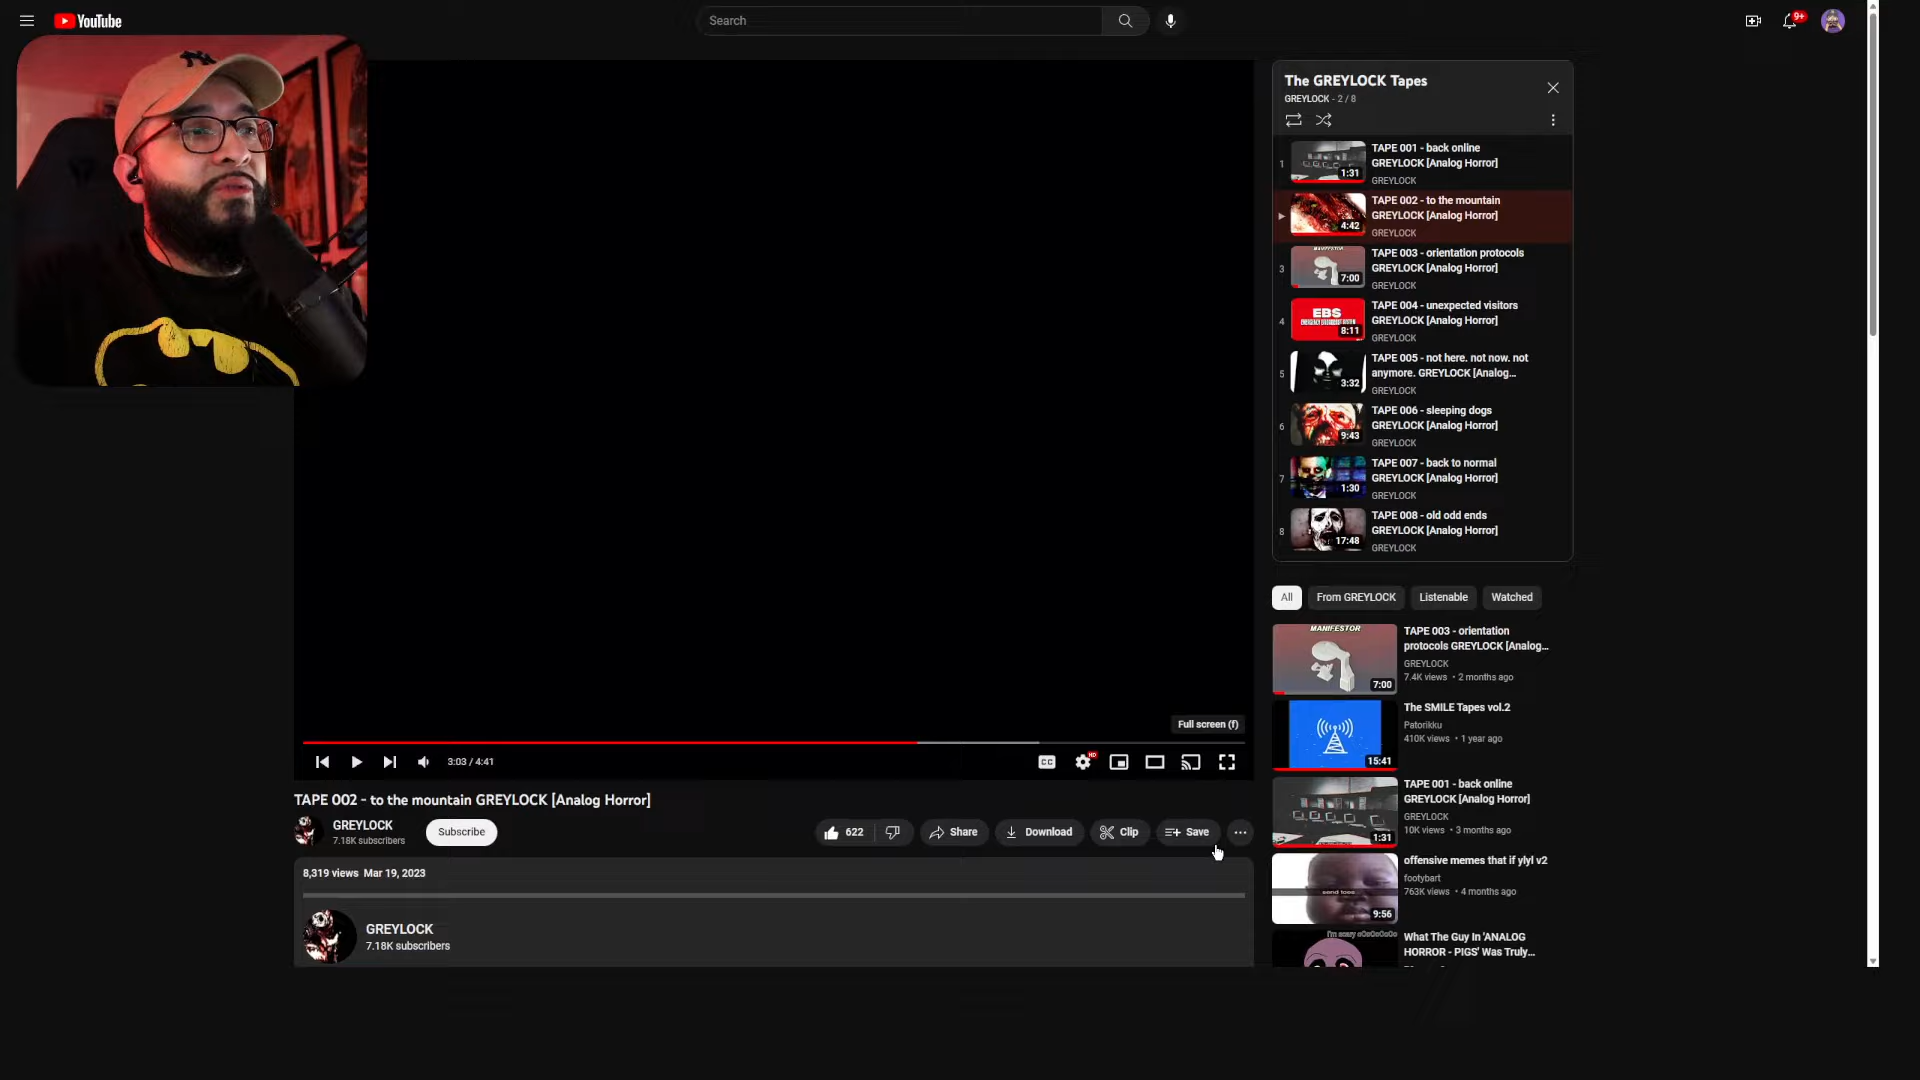 YouTube
Search
9+
NY
The GREYLOCK Tapes
GREYLOCK - 2 / 8
1
1:31
TAPE 001 - back online
GREYLOCK [Analog Horror]
GREYLOCK
4:42
TAPE 002 - to the mountain
GREYLOCK [Analog Horror]
GREYLOCK
3
MANIFESTOR
7:00
TAPE 003 - orientation protocols
GREYLOCK [Analog Horror]
GREYLOCK
4
EBS
8:11
TAPE 004 - unexpected visitors
GREYLOCK [Analog Horror]
GREYLOCK
5
3:32
TAPE 005 - not here. not now. not
anymore. GREYLOCK [Analog...
GREYLOCK
6
9:43
TAPE 006 - sleeping dogs
GREYLOCK [Analog Horror]
GREYLOCK
7
1:30
TAPE 007 - back to normal
GREYLOCK [Analog Horror]
GREYLOCK
8
17:48
TAPE 008 - old odd ends
GREYLOCK [Analog Horror]
GREYLOCK
All
From GREYLOCK
Listenable
Watched
MANIFESTOR
7:00
TAPE 003 - orientation
protocols GREYLOCK [Analog...
GREYLOCK
7.4K views • 2 months ago
15:41
The SMILE Tapes vol.2
Patorikku
410K views • 1 year ago
1:31
TAPE 001 - back online
GREYLOCK [Analog Horror]
GREYLOCK
10K views • 3 months ago
send toes
9:56
offensive memes that if ylyl v2
footybart
763K views • 4 months ago
What The Guy In 'ANALOG
HORROR - PIGS' Was Truly...
Full screen (f)
3:03 / 4:41
CC
HD
TAPE 002 - to the mountain GREYLOCK [Analog Horror]
GREYLOCK
7.18K subscribers
Subscribe
622
Share
Download
Clip
Save
8,319 views Mar 19, 2023
GREYLOCK
7.18K subscribers